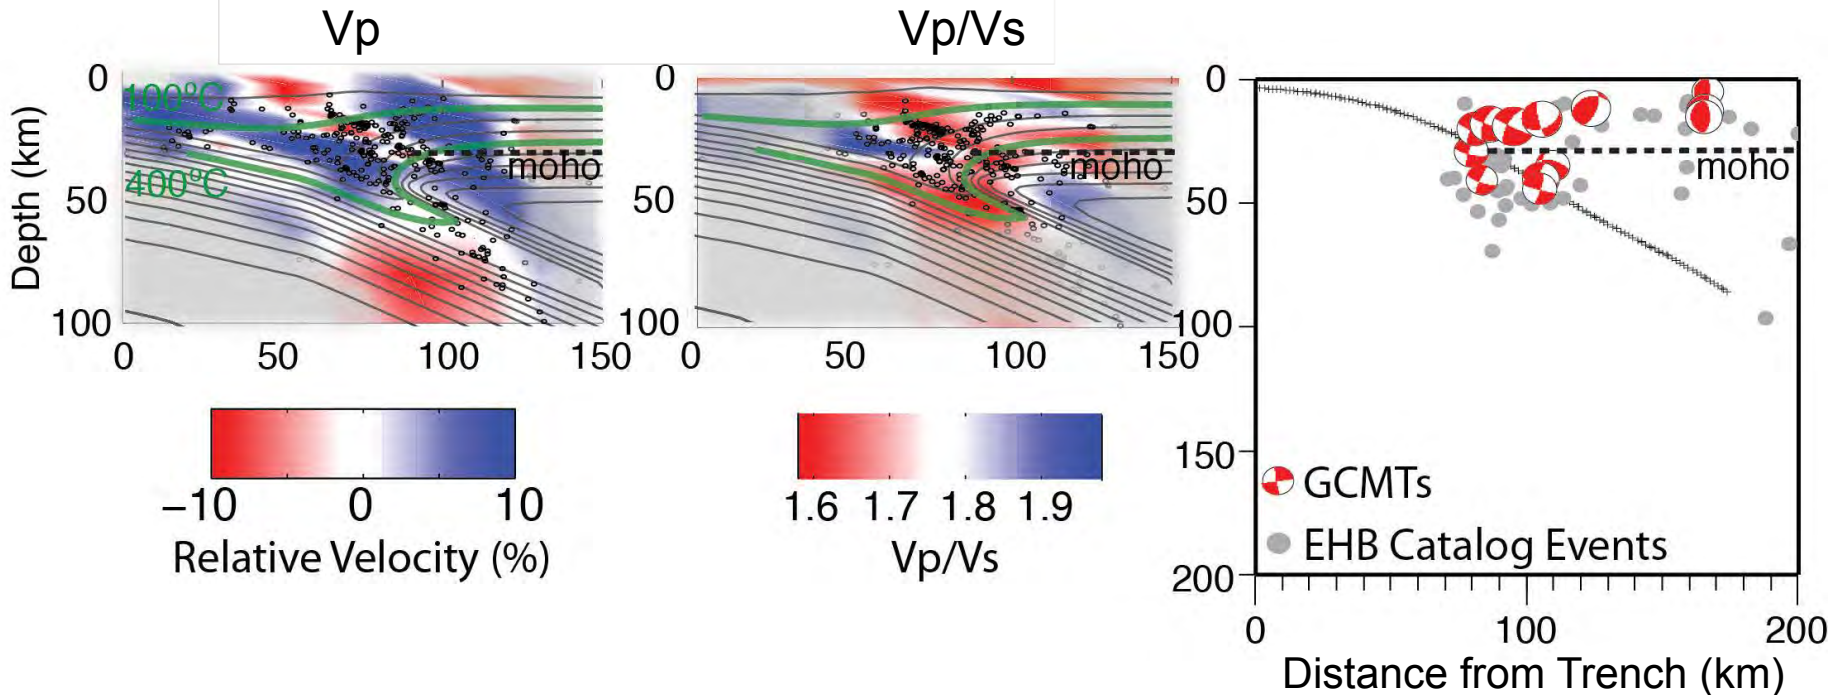 Vp
Vp/Vs
0
50
100
Depth (km)
100ºC
400ºC
moho
0
50
100
150
0
50
100
moho
0
50
100
150
−10
0
10
Relative Velocity (%)
1.6
1.7
1.8
1.9
Vp/Vs
0
50
100
150
200
moho
GCMTs
EHB Catalog Events
0
100
200
Distance from Trench (km)